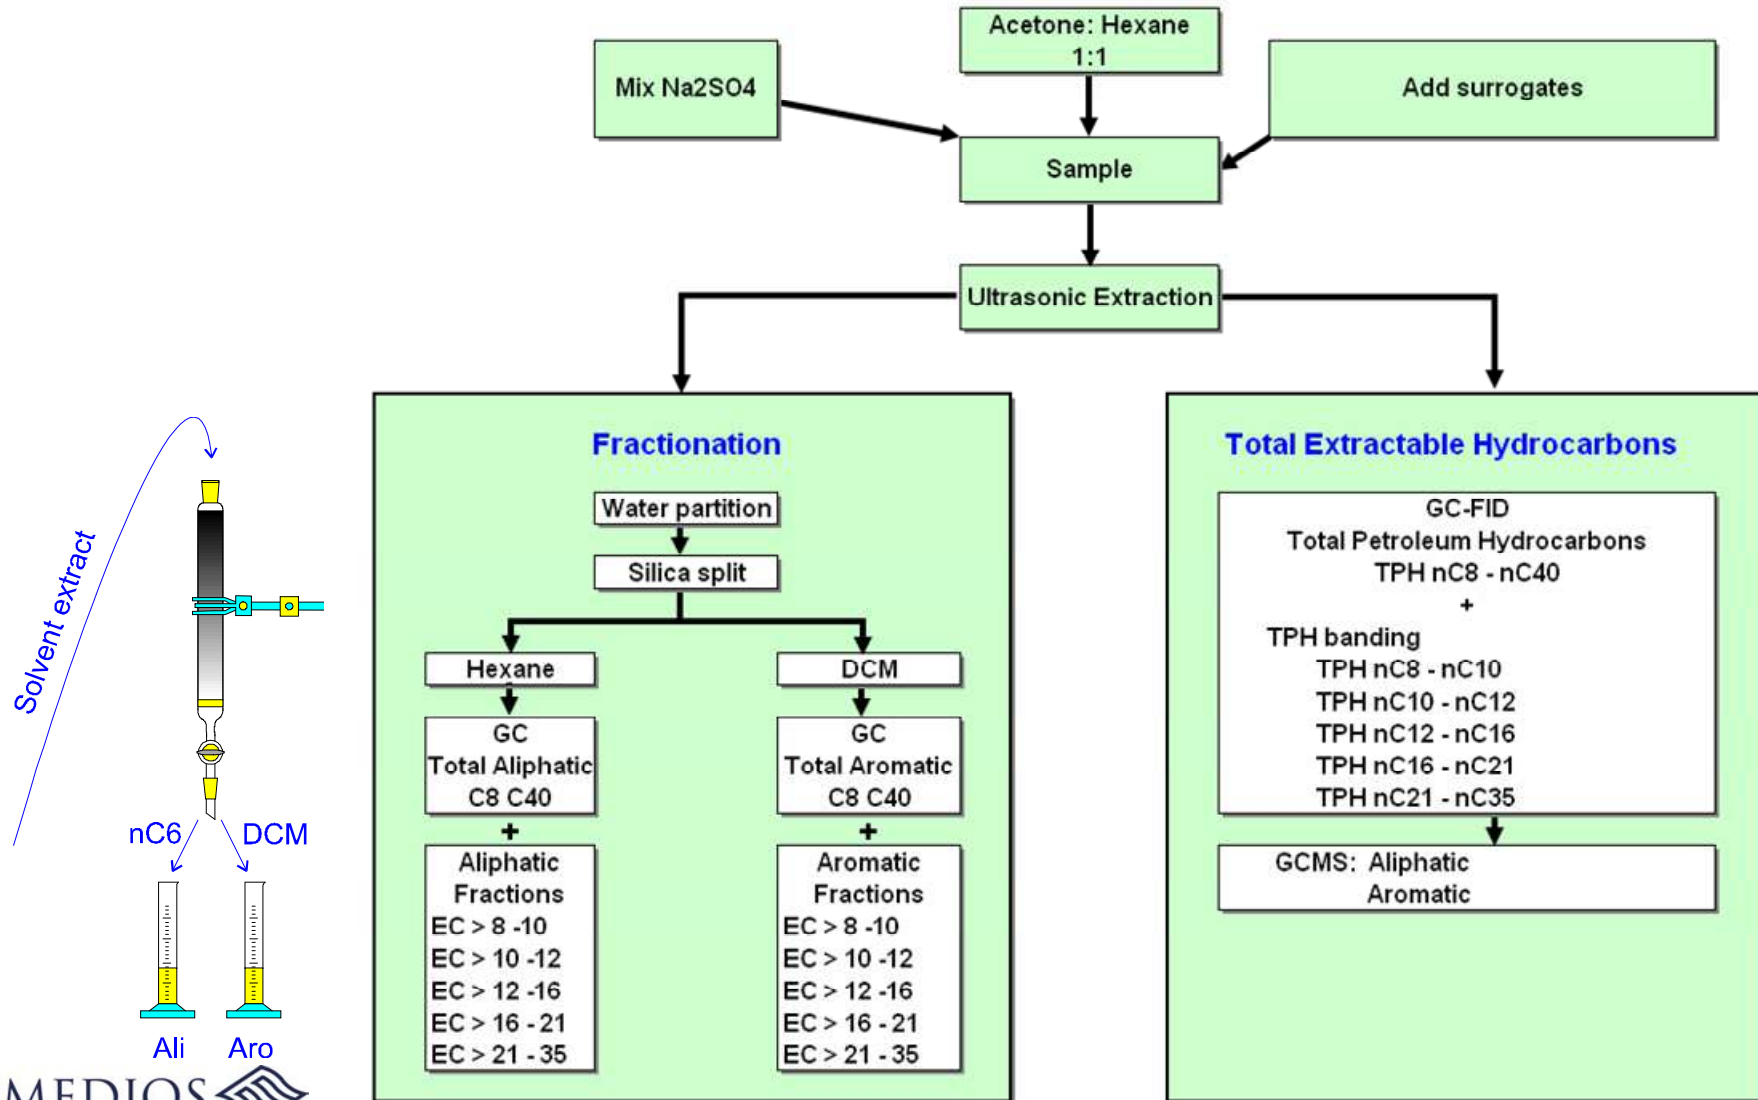 Acetone: Hexane
1:1
Mix Na2SO4
Add surrogates
Sample
Ultrasonic Extraction
Fractionation
Water partition
Silica split
Hexane
DCM
GC
Total Aliphatic
C8 C40
+
Aliphatic
Fractions
EC > 8 -10
EC > 10 -12
EC > 12 -16
EC > 16 - 21
EC > 21 - 35
GC
Total Aromatic
C8 C40
+
Aromatic
Fractions
EC > 8 -10
EC > 10 -12
EC > 12 -16
EC > 16 - 21
EC > 21 - 35
Total Extractable Hydrocarbons
GC-FID
Total Petroleum Hydrocarbons
TPH nC8 - nC40
+
TPH banding
TPH nC8 - nC10
TPH nC10 - nC12
TPH nC12 - nC16
TPH nC16 - nC21
TPH nC21 - nC35
GCMS: Aliphatic
Aromatic
Solvent extract
nC6
DCM
Ali
Aro
MEDIOS